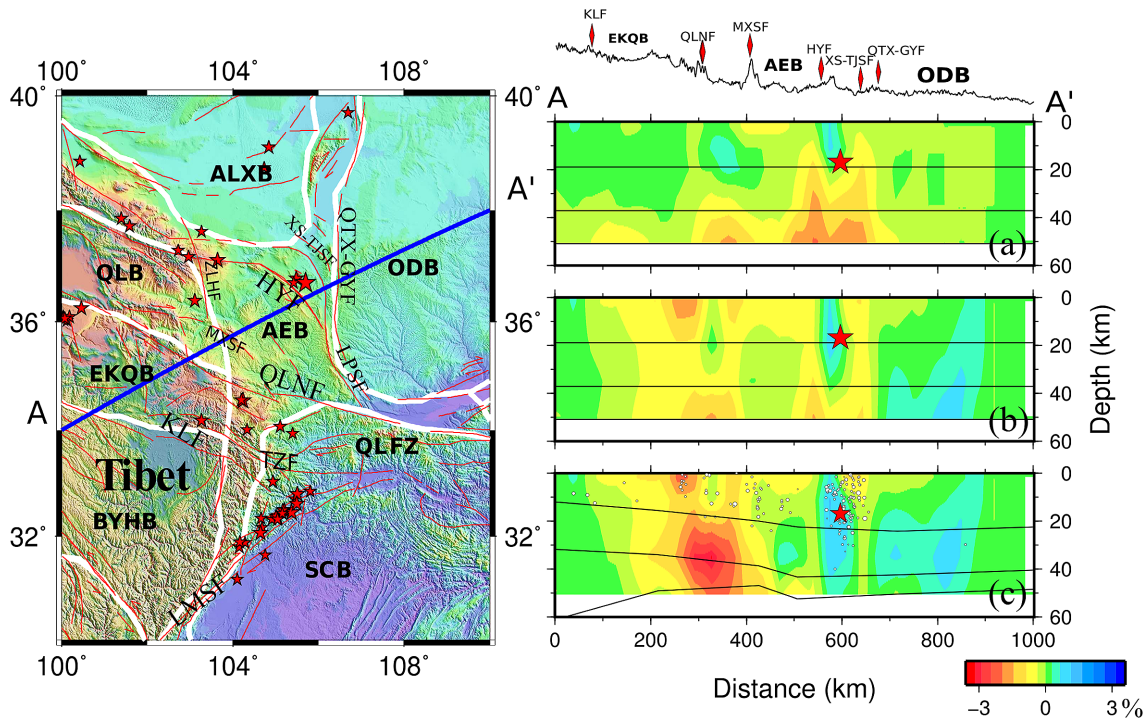 100˚ 104˚ 108˚
40˚
36˚
32˚
100˚ 104˚ 108˚
40˚
36˚
32˚
ALXB
XS-TJSF
QTX-GYF
ODB
QLB
ZLHF
HYF
AEB
MXSF
EKQB
QLNF
LPSF
A
A'
KLF
TZF
QLFZ
Tibet
BYHB
SCB
LMSF
KLF
EKQB
QLNF
MXSF
AEB
HYF
XS-TJSF
QTX-GYF
ODB
A
A'
0
20
40
60
(a)
0
20
40
60
(b)
0
20
40
60
(c)
Depth (km)
0 200 400 600 800 1000
Distance (km)
−3 0 3 %